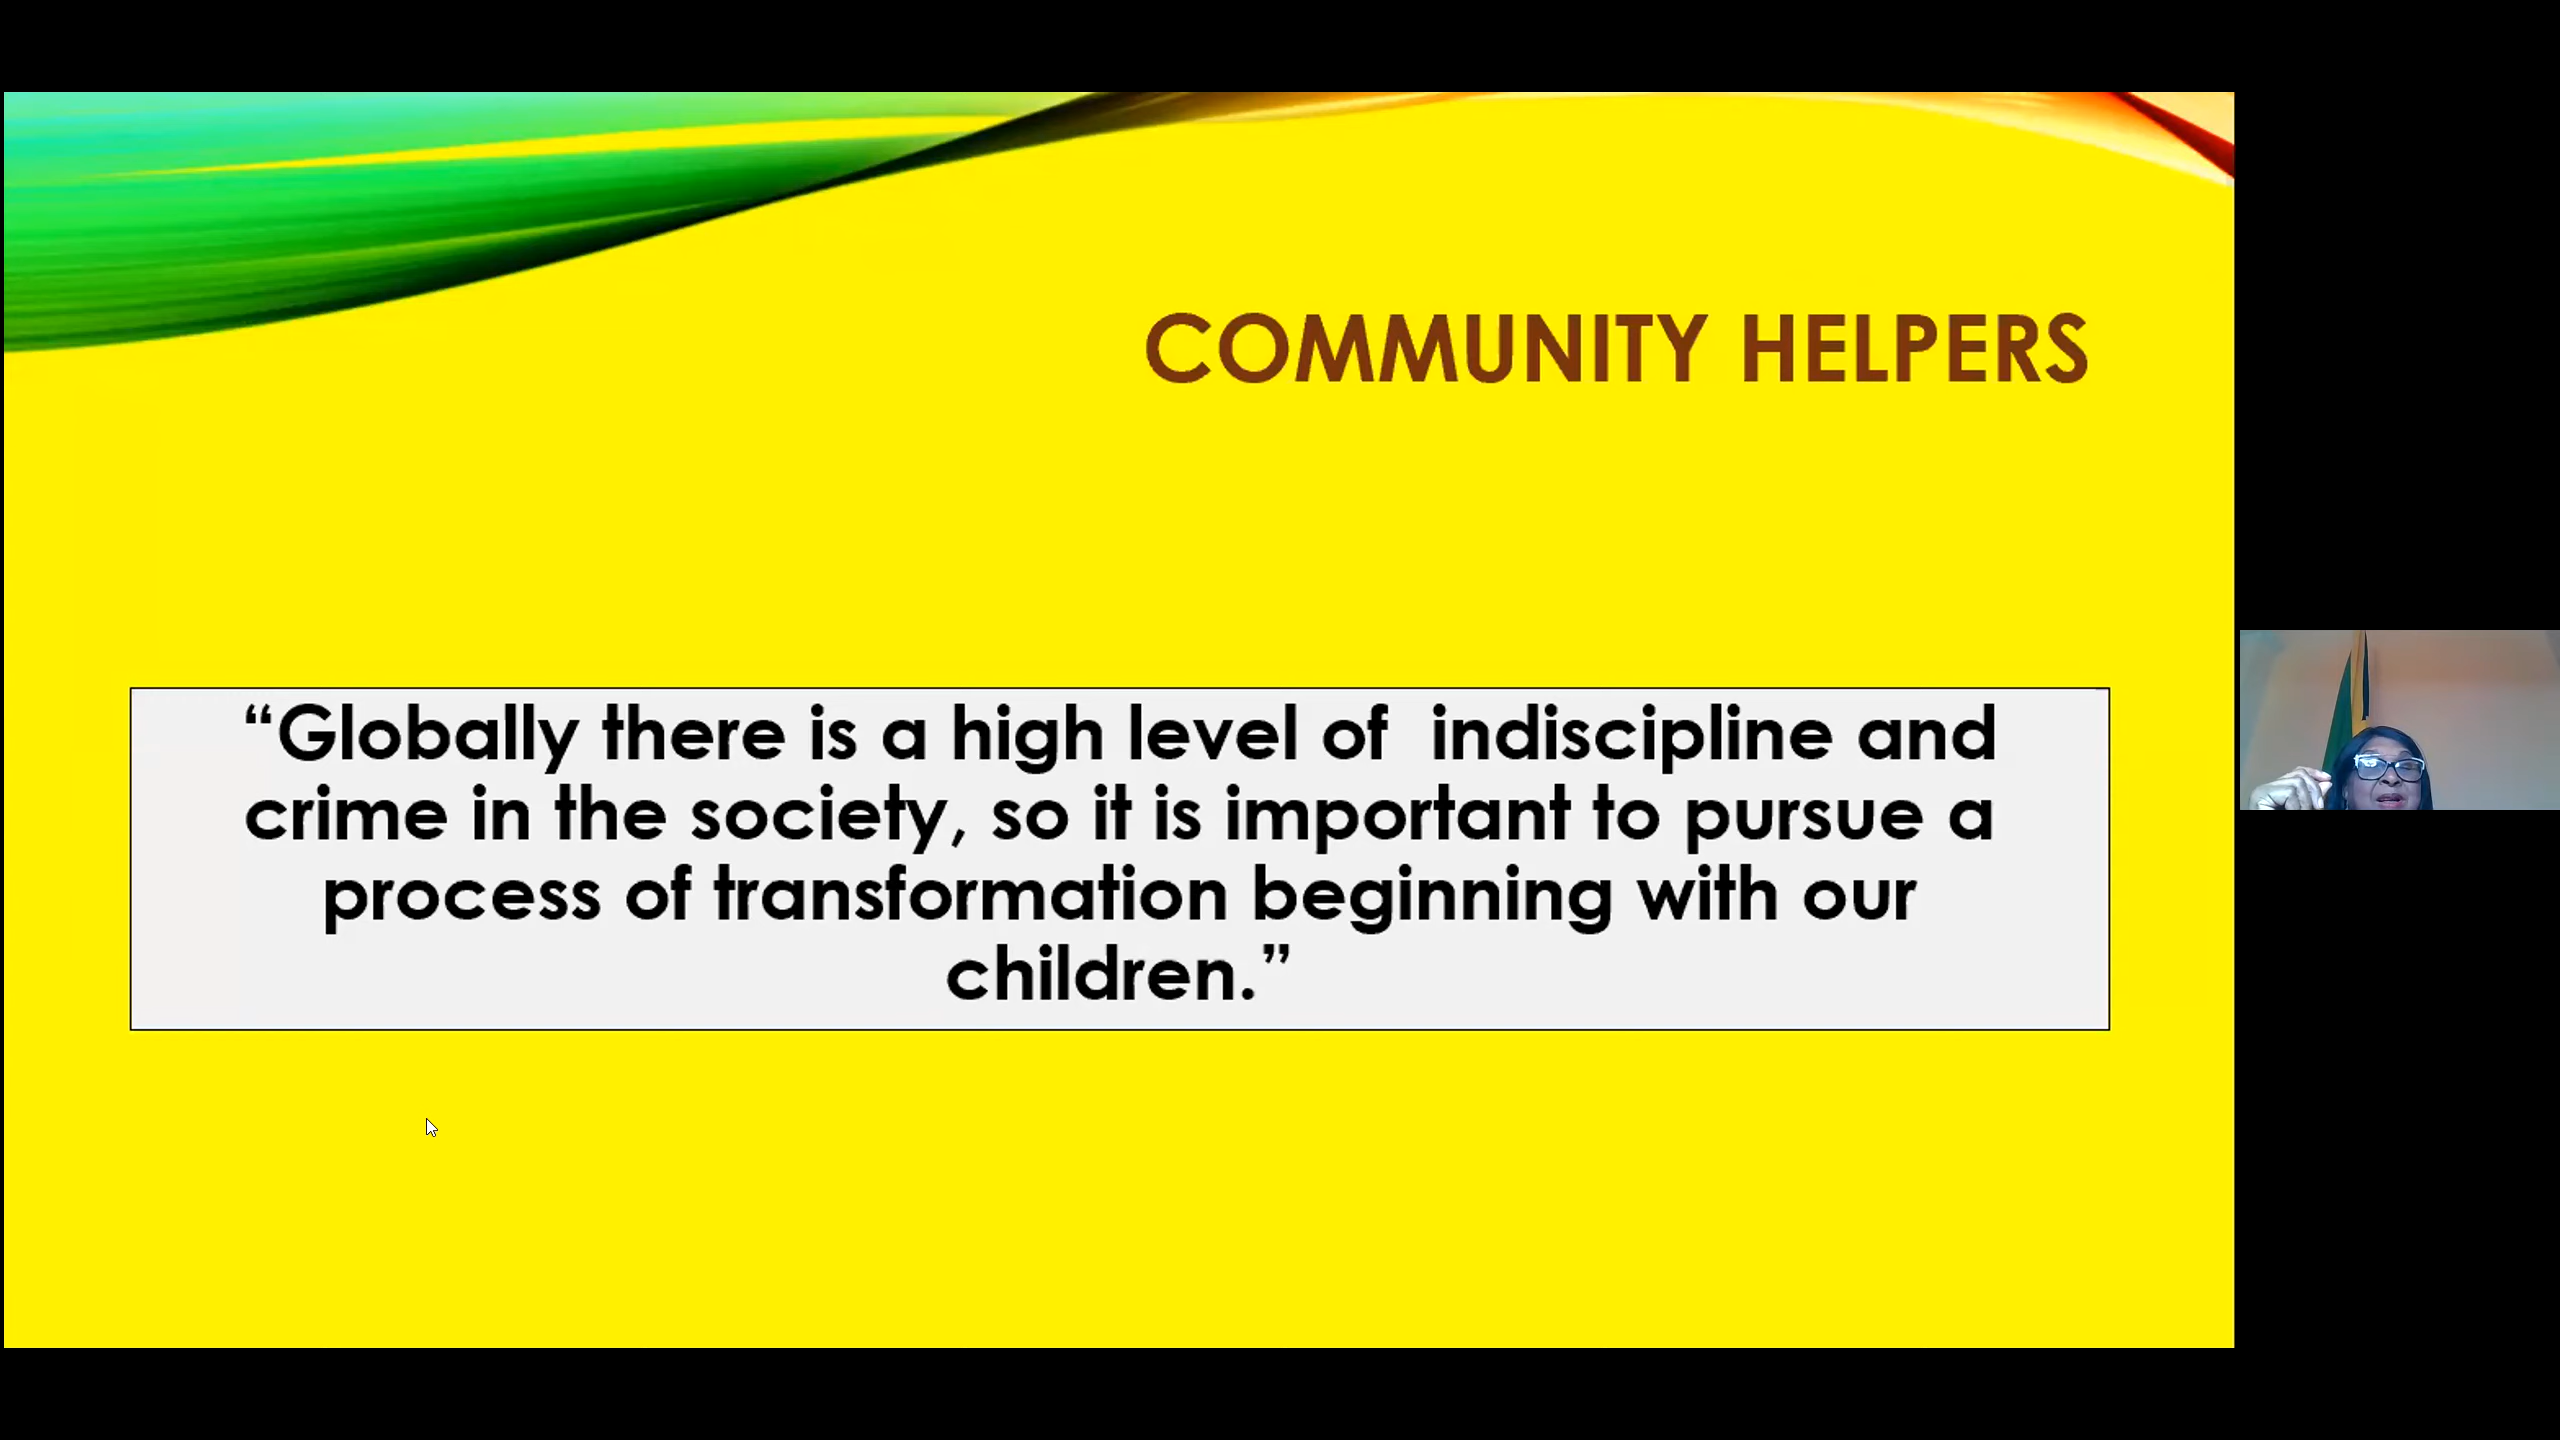 COMMUNITY HELPERS
“Globally there is a high level of  indiscipline and
crime in the society, so it is important to pursue a
process of transformation beginning with our
children.”